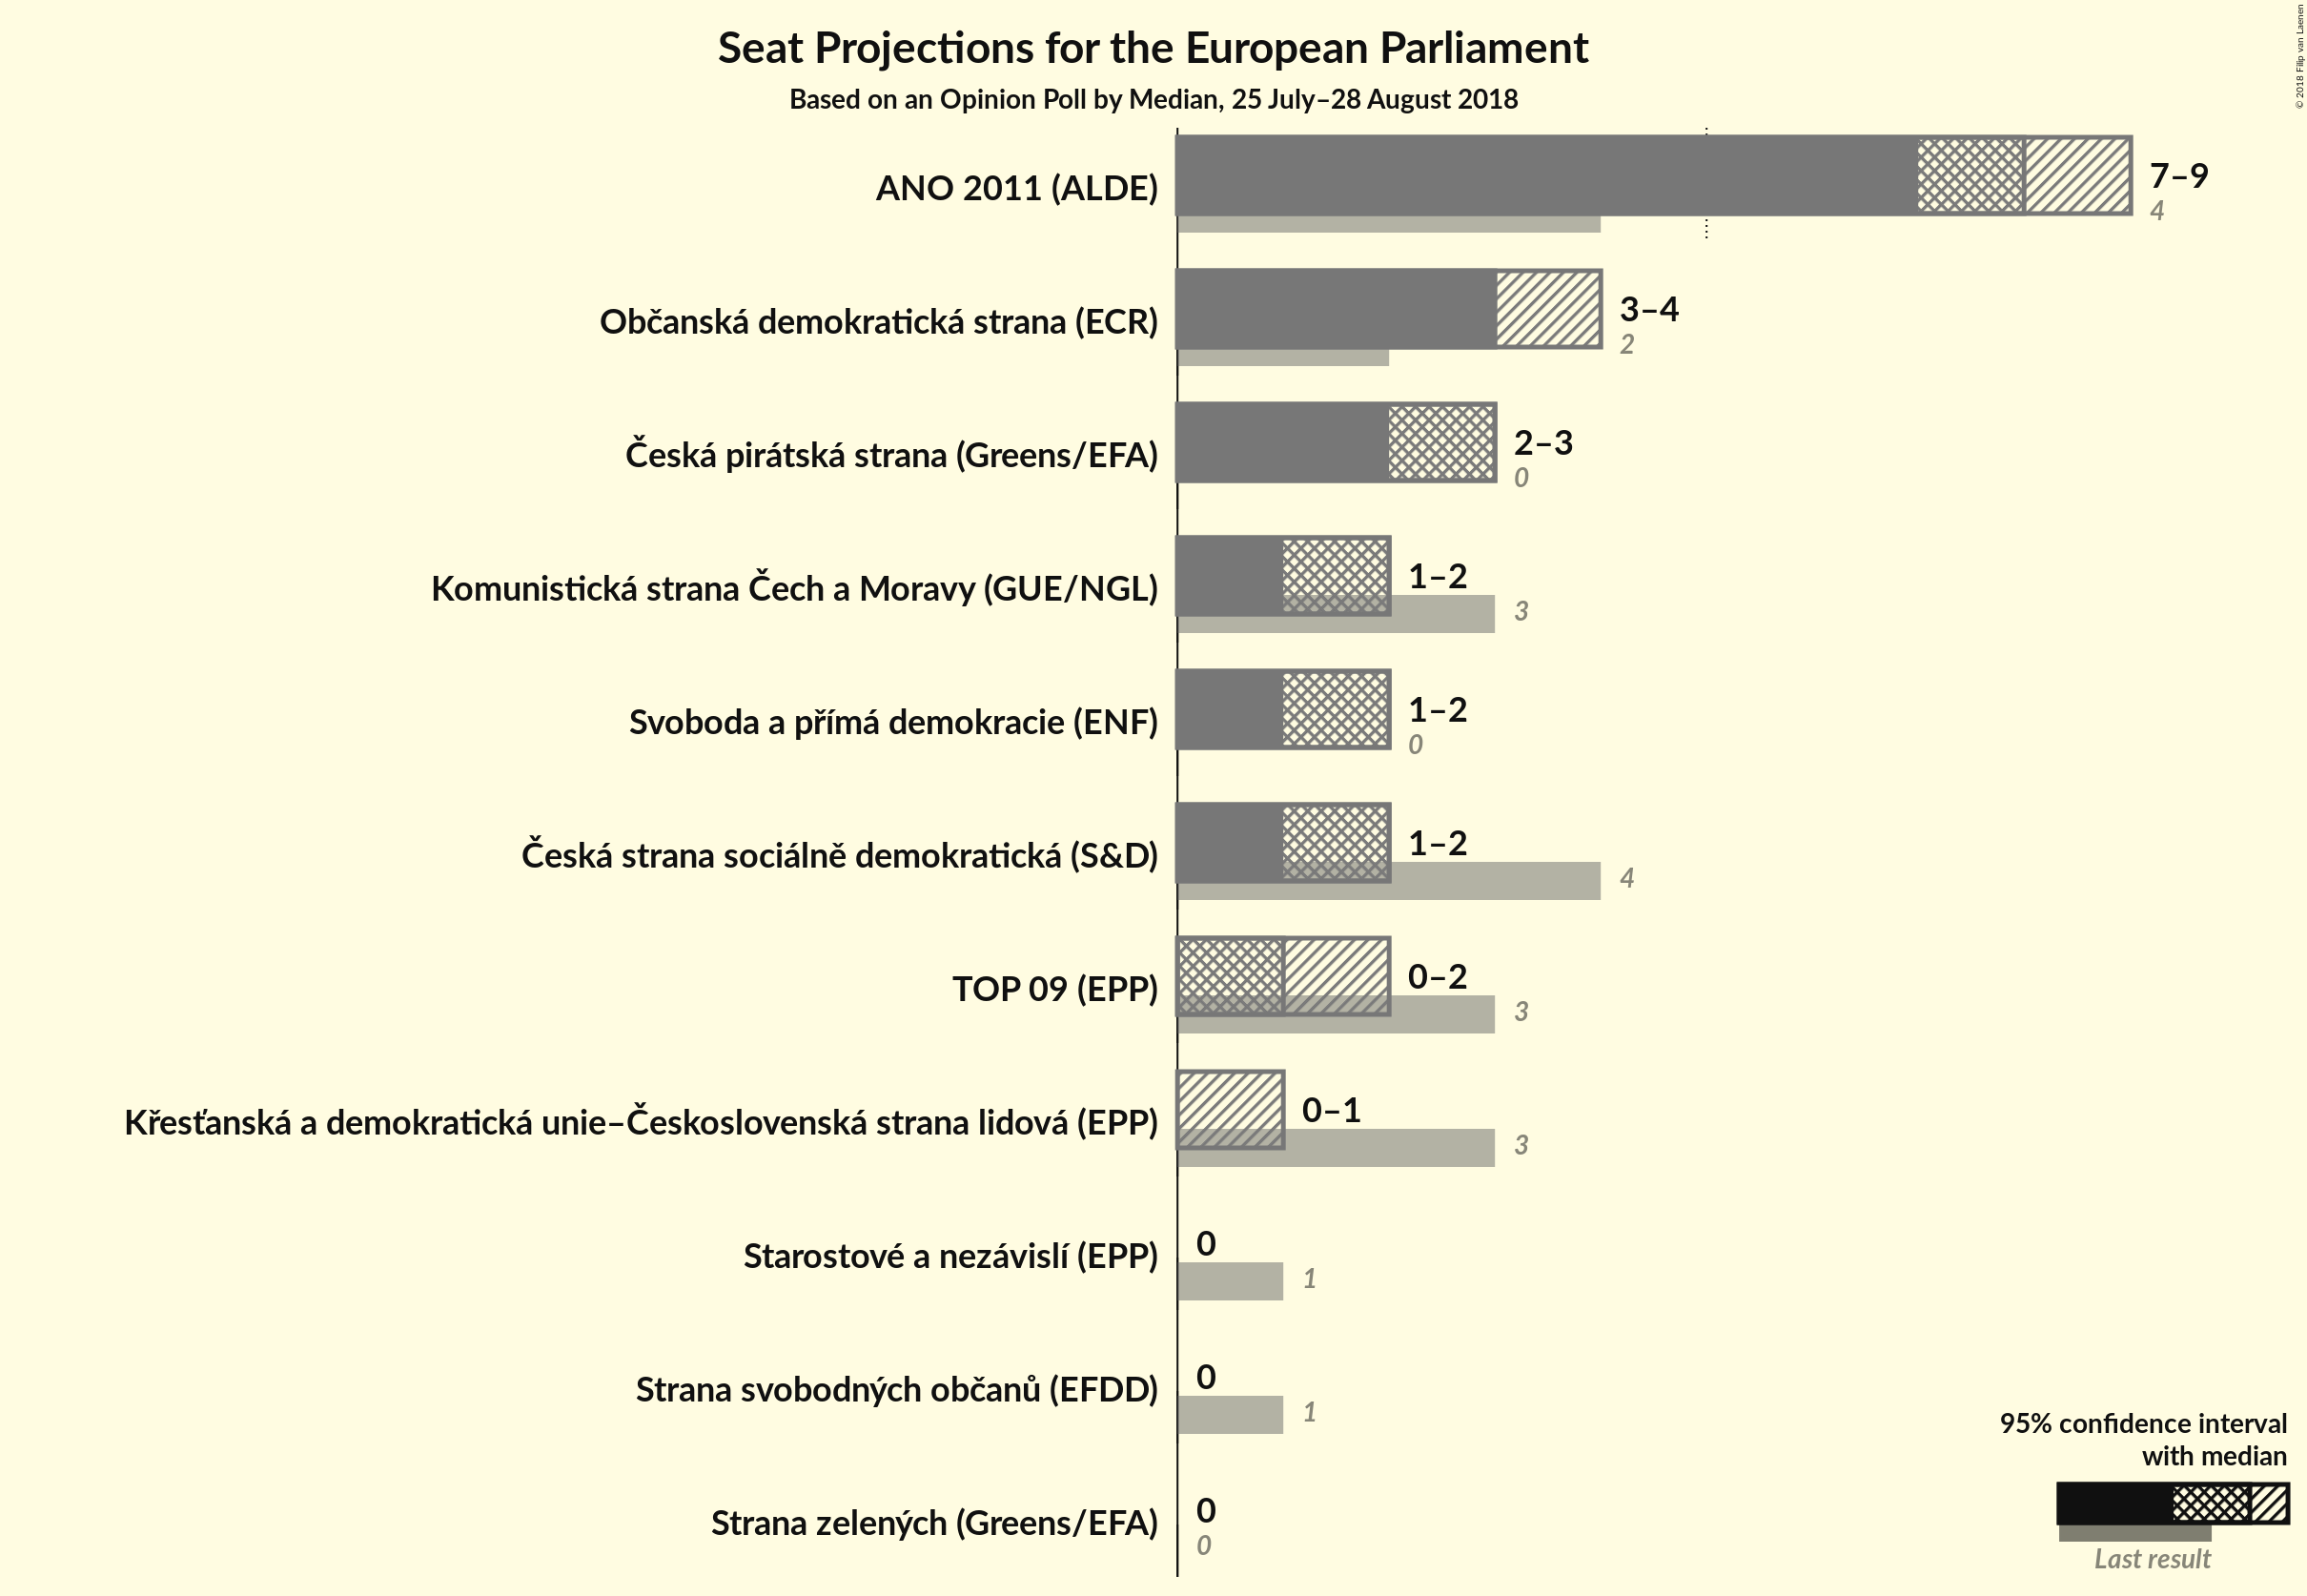 Seat Projections for the European Parliament
Based on an Opinion Poll by Median, 25 July–28 August 2018
© 2018 Filip van Laenen
ANO 2011 (ALDE)
7–9
4
Občanská demokratická strana (ECR)
3–4
2
Česká pirátská strana (Greens/EFA)
2–3
0
Komunistická strana Čech a Moravy (GUE/NGL)
1–2
3
Svoboda a přímá demokracie (ENF)
1–2
0
Česká strana sociálně demokratická (S&D)
1–2
4
TOP 09 (EPP)
0–2
3
Křesťanská a demokratická unie–Československá strana lidová (EPP)
0–1
3
Starostové a nezávislí (EPP)
0
1
Strana svobodných občanů (EFDD)
0
1
Strana zelených (Greens/EFA)
0
0
95% confidence interval
with median
Last result